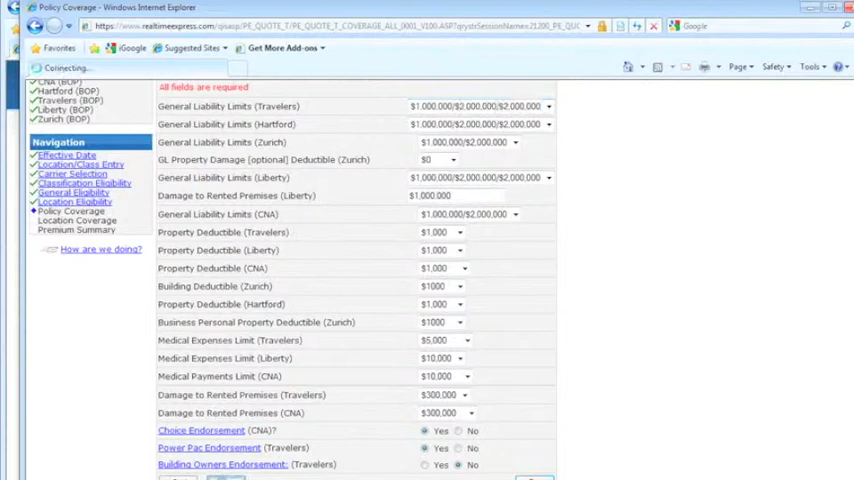 Policy Coverage - Windows Internet Explorer
https://www.realtimeexpress.com/qisasp/PE_QUOTE_T/PE_QUOTE_T_COVERAGE_ALL_0001_V100.ASP?
Google
Favorites
iGoogle
Suggested Sites
Get More Add-ons
Connecting...
Page
Safety
Tools
CNA (BOP)
Hartford (BOP)
Travelers (BOP)
Liberty (BOP)
Zurich (BOP)
Navigation
Effective Date
Location/Class Entry
Carrier Selection
Classification Eligibility
General Eligibility
Location Eligibility
Policy Coverage
Location Coverage
Premium Summary
How are we doing?
All fields are required
General Liability Limits (Travelers) $1,000,000/$2,000,000/$2,000,000
General Liability Limits (Hartford) $1,000,000/$2,000,000/$2,000,000
General Liability Limits (Zurich) $1,000,000/$2,000,000
GL Property Damage [optional] Deductible (Zurich) $0
General Liability Limits (Liberty) $1,000,000/$2,000,000/$2,000,000
Damage to Rented Premises (Liberty) $1,000,000
General Liability Limits (CNA) $1,000,000/$2,000,000
Property Deductible (Travelers) $1,000
Property Deductible (Liberty) $1,000
Property Deductible (CNA) $1,000
Building Deductible (Zurich) $1000
Property Deductible (Hartford) $1,000
Business Personal Property Deductible (Zurich) $1000
Medical Expenses Limit (Travelers) $5,000
Medical Expenses Limit (Liberty) $10,000
Medical Payments Limit (CNA) $10,000
Damage to Rented Premises (Travelers) $300,000
Damage to Rented Premises (CNA) $300,000
Choice Endorsement (CNA)? Yes No
Power Pac Endorsement (Travelers) Yes No
Building Owners Endorsement: (Travelers) Yes No